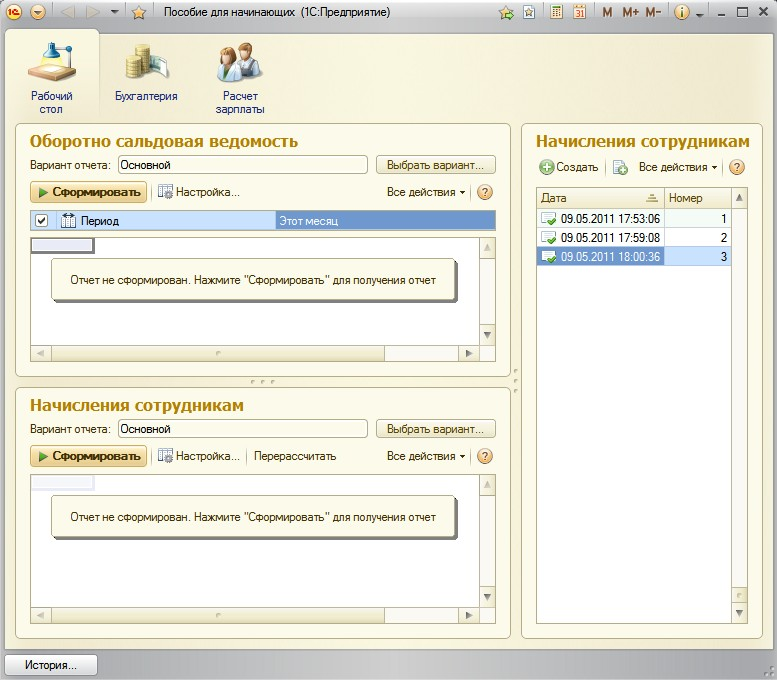 Пособие для начинающих (1С:Предприятие)
31 M M+ M-
Рабочий стол
Бухгалтерия
Расчет зарплаты
Оборотно сальдовая ведомость
Вариант отчета: Основной Выбрать вариант...
Сформировать Настройка... Все действия ?
Период Этот месяц
Отчет не сформирован. Нажмите "Сформировать" для получения отчет
Начисления сотрудникам
Вариант отчета: Основной Выбрать вариант...
Сформировать Настройка... Перерассчитать Все действия ?
Отчет не сформирован. Нажмите "Сформировать" для получения отчет
Начисления сотрудникам
Создать Все действия ?
Дата Номер
09.05.2011 17:53:06 1
09.05.2011 17:59:08 2
09.05.2011 18:00:36 3
История...